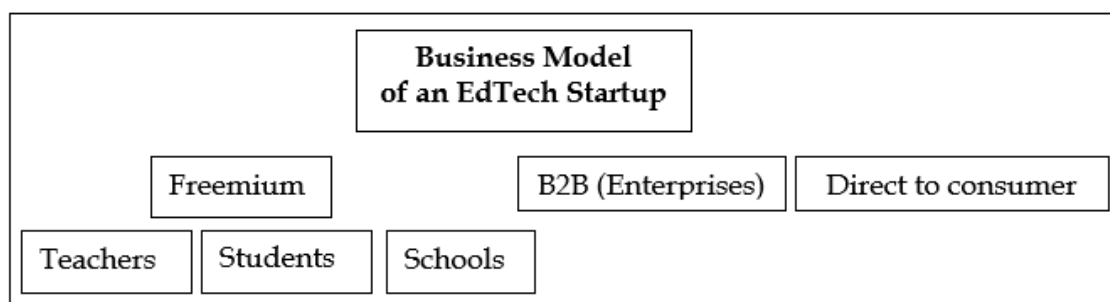 Business Model
of an EdTech Startup
Freemium
B2B (Enterprises)
Direct to consumer
Teachers
Students
Schools